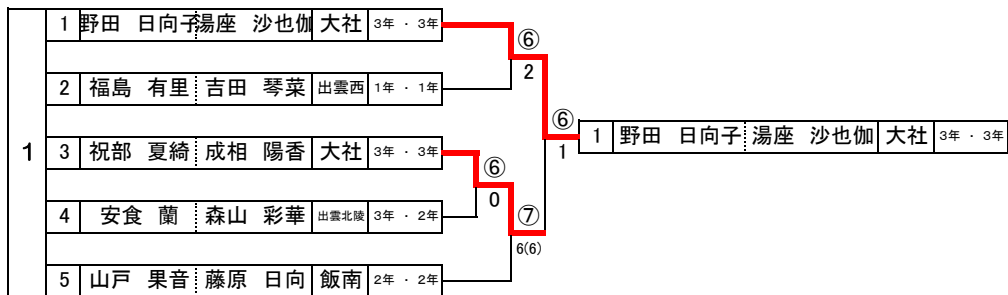 1 野田 日向子 湯座 沙也伽 大社 3年 ・ 3年
⑥
2
2 福島 有里 吉田 琴菜 出雲西 1年 ・ 1年
⑥
1
1 野田 日向子 湯座 沙也伽 大社 3年 ・ 3年
1
3 祝部 夏綺 成相 陽香 大社 3年 ・ 3年
⑥
0
4 安食 蘭 森山 彩華 出雲北陵 3年 ・ 2年
⑦
6(6)
5 山戸 果音 藤原 日向 飯南 2年 ・ 2年